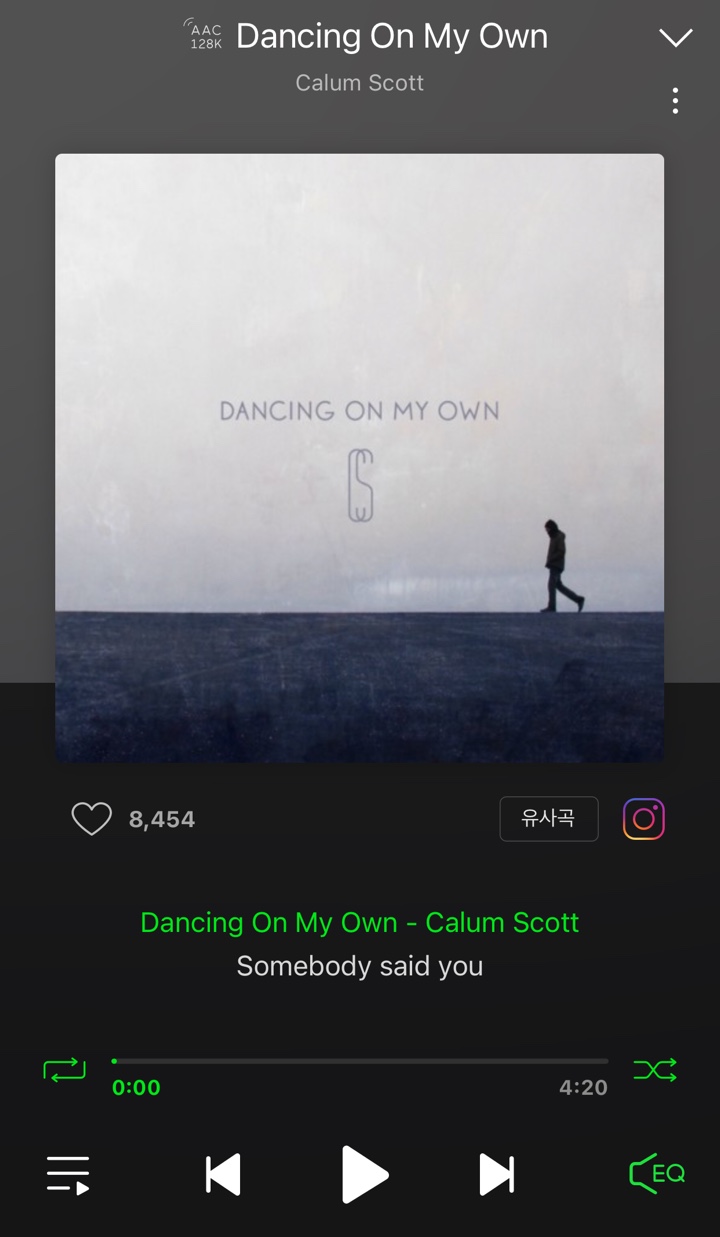 AAC
128K
Dancing On My Own
Calum Scott
DANCING ON MY OWN
8,454
유사곡
Dancing On My Own - Calum Scott
Somebody said you
0:00
4:20
EQ